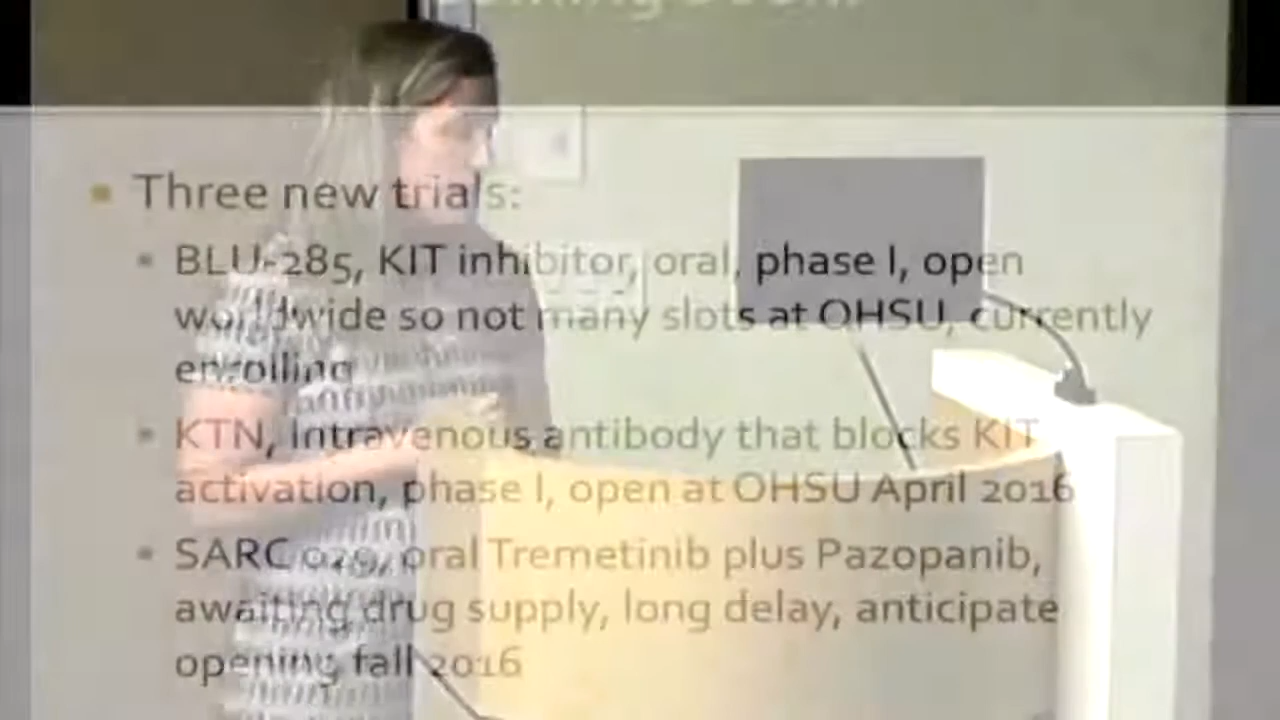 Three new trials:
BLU-285, KIT inhibitor, oral, phase I, open
worldwide so not many slots at OHSU, currently
enrolling
KTN, intravenous antibody that blocks KIT
activation, phase I, open at OHSU April 2016
SARC 029, oral Tremetinib plus Pazopanib,
awaiting drug supply, long delay, anticipate
opening fall 2016